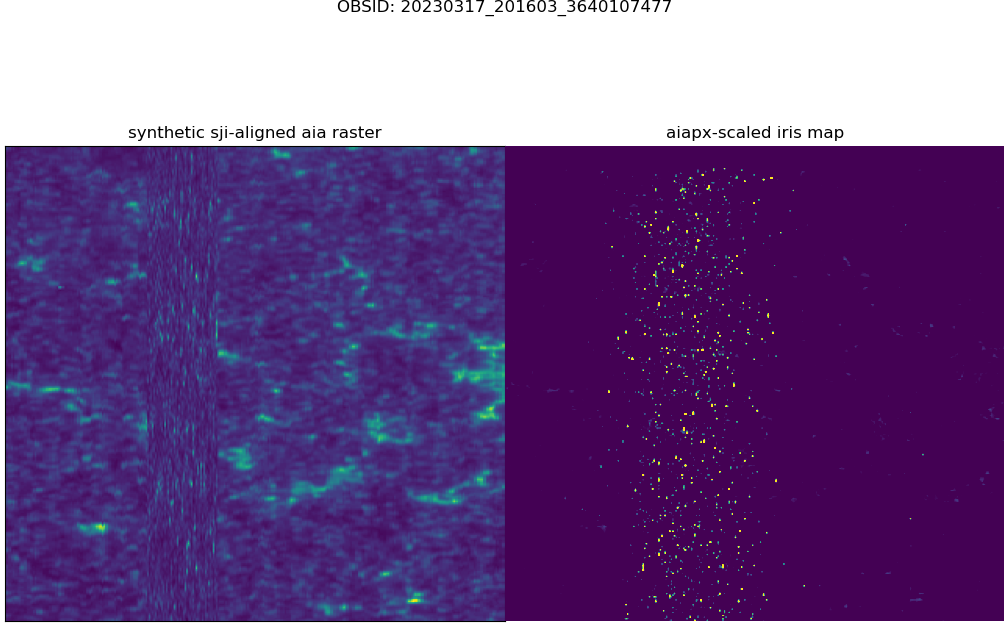 OBSID: 20230317_201603_3640107477
synthetic sji-aligned aia raster
aiapx-scaled iris map